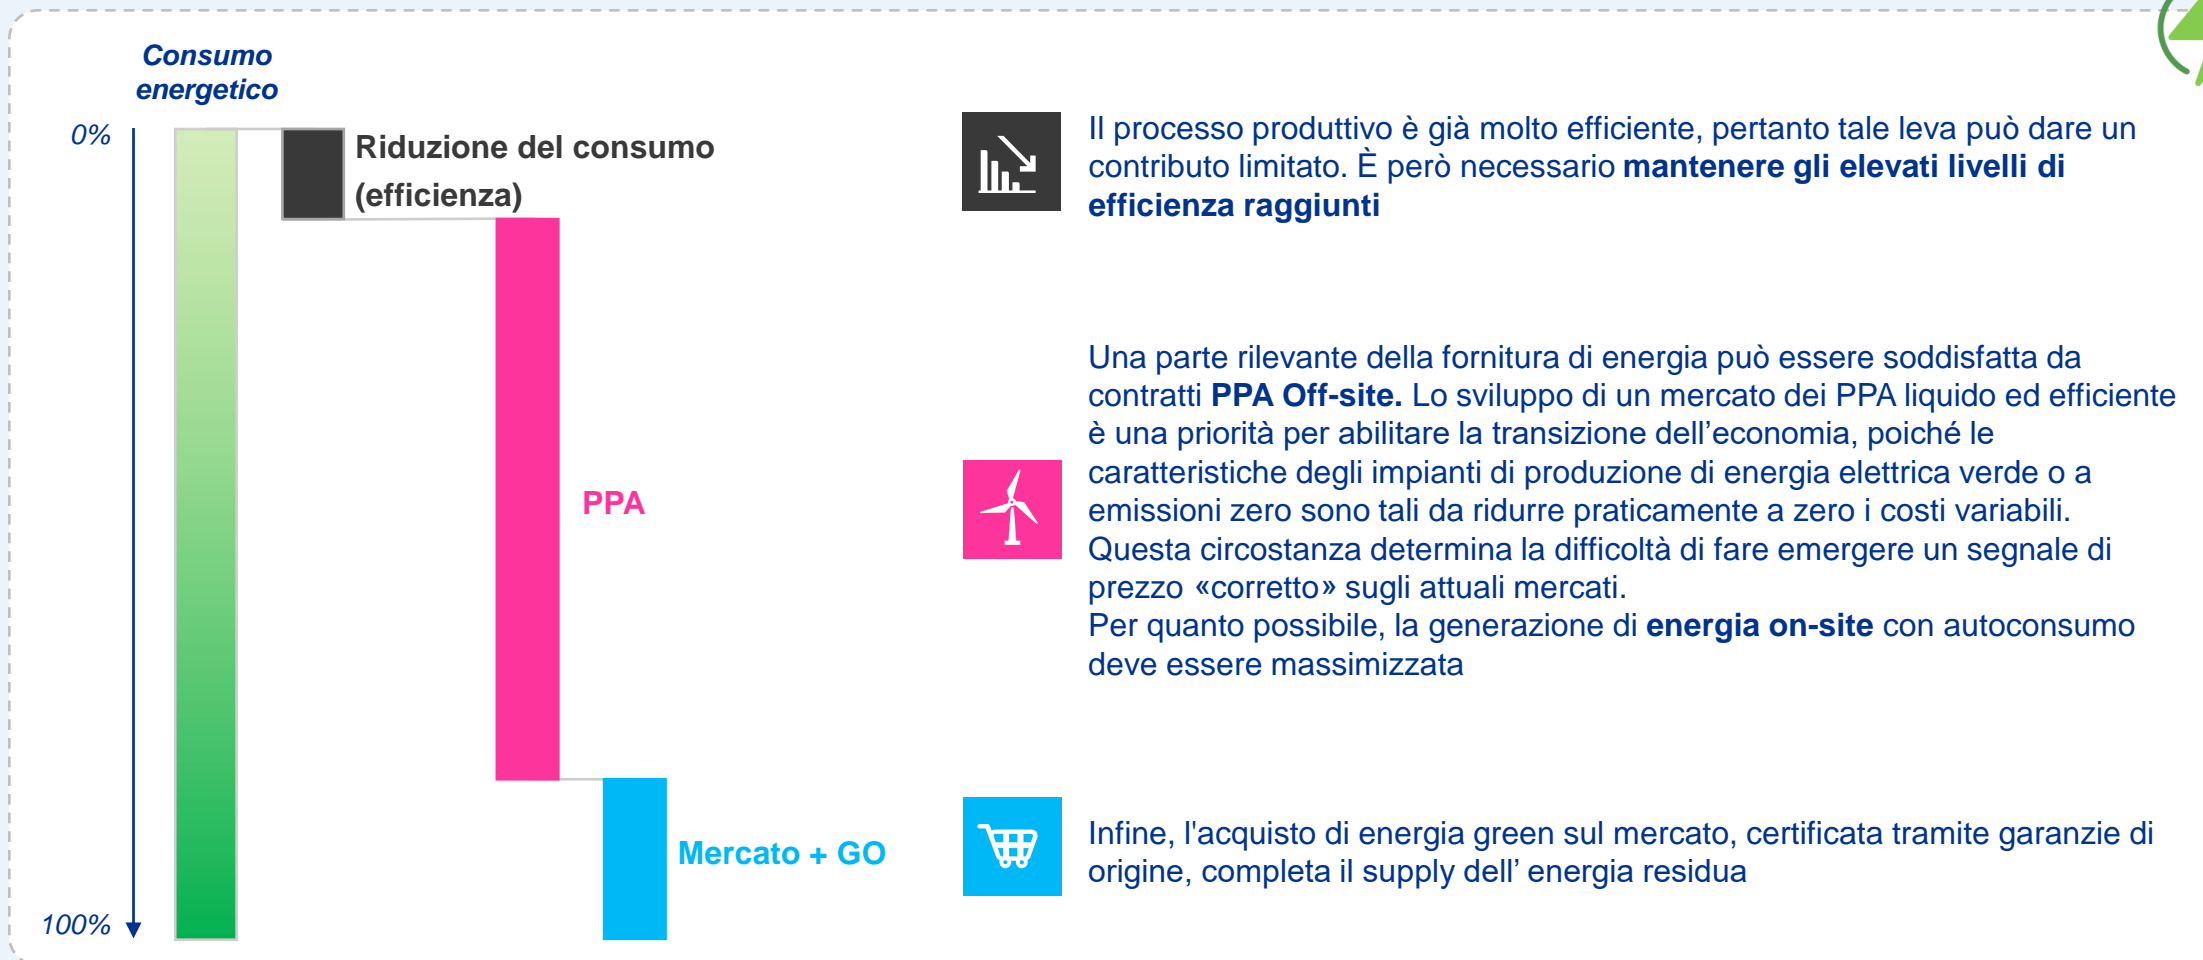 Consumo
energetico
0%
Riduzione del consumo
(efficienza)
PPA
Mercato + GO
100%
Il processo produttivo è già molto efficiente, pertanto tale leva può dare un
contributo limitato. È però necessario mantenere gli elevati livelli di
efficienza raggiunti
Una parte rilevante della fornitura di energia può essere soddisfatta da
contratti PPA Off-site. Lo sviluppo di un mercato dei PPA liquido ed efficiente
è una priorità per abilitare la transizione dell’economia, poiché le
caratteristiche degli impianti di produzione di energia elettrica verde o a
emissioni zero sono tali da ridurre praticamente a zero i costi variabili.
Questa circostanza determina la difficoltà di fare emergere un segnale di
prezzo «corretto» sugli attuali mercati.
Per quanto possibile, la generazione di energia on-site con autoconsumo
deve essere massimizzata
Infine, l'acquisto di energia green sul mercato, certificata tramite garanzie di
origine, completa il supply dell’ energia residua